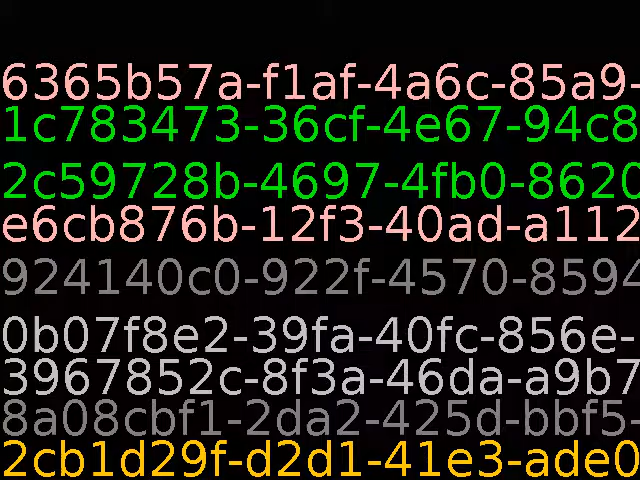 6365b57a-f1af-4a6c-85a9-
1c783473-36cf-4e67-94c8
2c59728b-4697-4fb0-8620
e6cb876b-12f3-40ad-a112
924140c0-922f-4570-8594
0b07f8e2-39fa-40fc-856e-
3967852c-8f3a-46da-a9b7
8a08cbf1-2da2-425d-bbf5-
2cb1d29f-d2d1-41e3-ade0